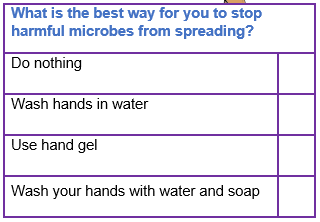 What is the best way for you to stop
harmful microbes from spreading?
Do nothing
Wash hands in water
Use hand gel
Wash your hands with water and soap